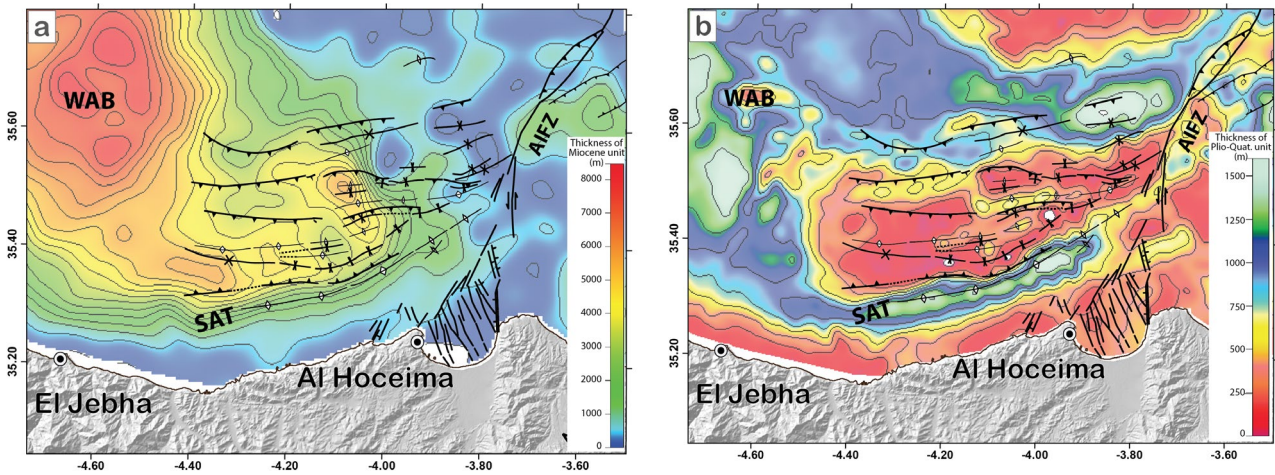 a
WAB
35.60
35.40
35.20
AIFZ
SAT
Al Hoceima
El Jebha
Thickness of
Miocene unit
(m)
8000
7000
6000
5000
4000
3000
2000
1000
0
-4.60
-4.40
-4.20
-4.00
-3.80
-3.60
b
WAB
35.60
35.40
35.20
AIFZ
SAT
Al Hoceima
El Jebha
Thickness of
Plio-Quat. unit
(m)
1500
1250
1000
750
500
250
0
-4.60
-4.40
-4.20
-4.00
-3.80
-3.60